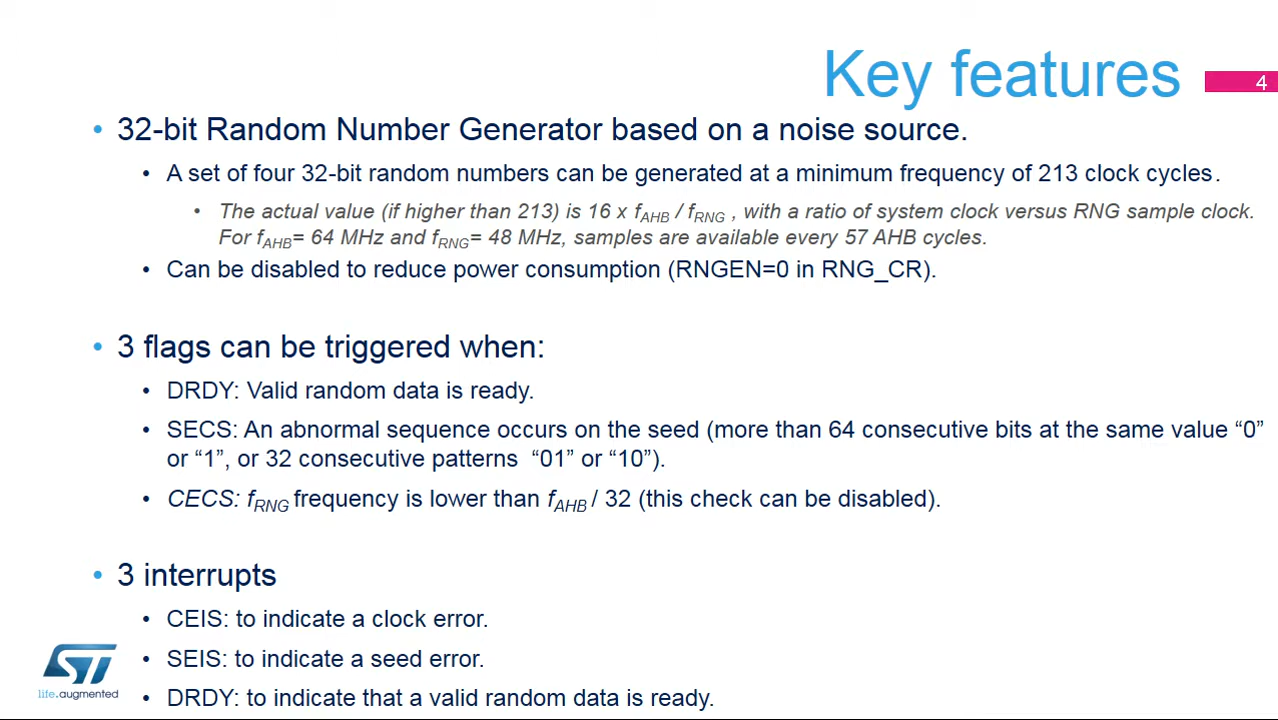 Key features
4
• 32-bit Random Number Generator based on a noise source.
• A set of four 32-bit random numbers can be generated at a minimum frequency of 213 clock cycles.
• The actual value (if higher than 213) is 16 x fAHB / fRNG , with a ratio of system clock versus RNG sample clock.
For fAHB= 64 MHz and fRNG= 48 MHz, samples are available every 57 AHB cycles.
• Can be disabled to reduce power consumption (RNGEN=0 in RNG_CR).
• 3 flags can be triggered when:
• DRDY: Valid random data is ready.
• SECS: An abnormal sequence occurs on the seed (more than 64 consecutive bits at the same value “0”
or “1”, or 32 consecutive patterns “01” or “10”).
• CECS: fRNG frequency is lower than fAHB / 32 (this check can be disabled).
• 3 interrupts
• CEIS: to indicate a clock error.
• SEIS: to indicate a seed error.
• DRDY: to indicate that a valid random data is ready.
ST
life.augmented